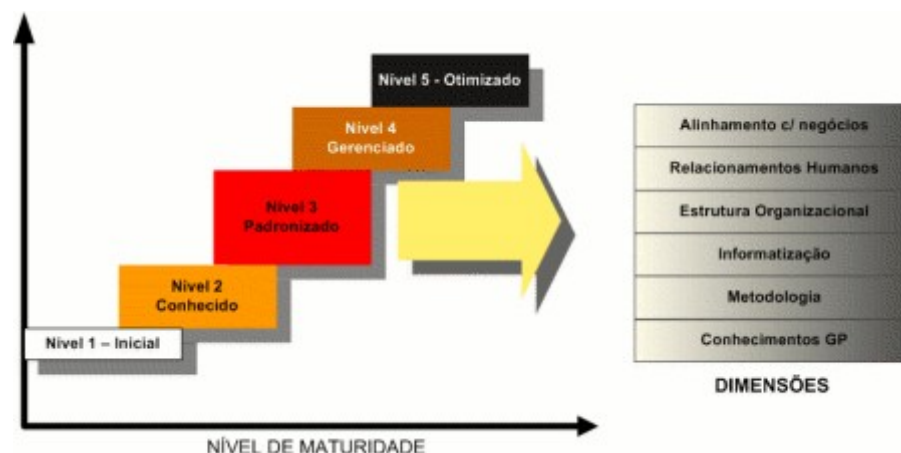 Nível 5 - Otimizado
Nível 4
Gerenciado
...
Nível 3
Padronizado
Nível 2
Conhecido
Nível 1 – Inicial
NÍVEL DE MATURIDADE
Alinhamento c/ negócios
Relacionamentos Humanos
Estrutura Organizacional
Informatização
Metodologia
Conhecimentos GP
DIMENSÕES